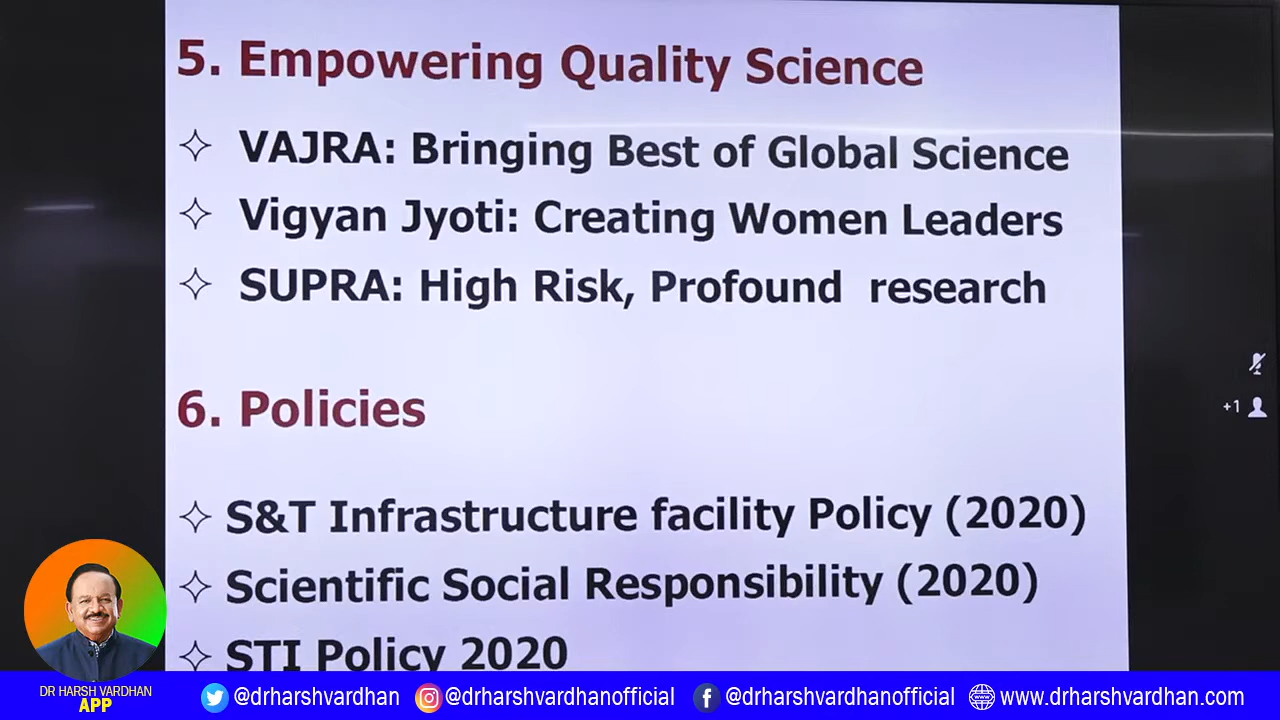 5. Empowering Quality Science
✧ VAJRA: Bringing Best of Global Science
✧ Vigyan Jyoti: Creating Women Leaders
✧ SUPRA: High Risk, Profound research
6. Policies
✧ S&T Infrastructure facility Policy (2020)
✧ Scientific Social Responsibility (2020)
✧ STI Policy 2020
+1
DR HARSH VARDHAN
APP
@drharshvardhan @drharshvardhanofficial @drharshvardhanofficial www.drharshvardhan.com